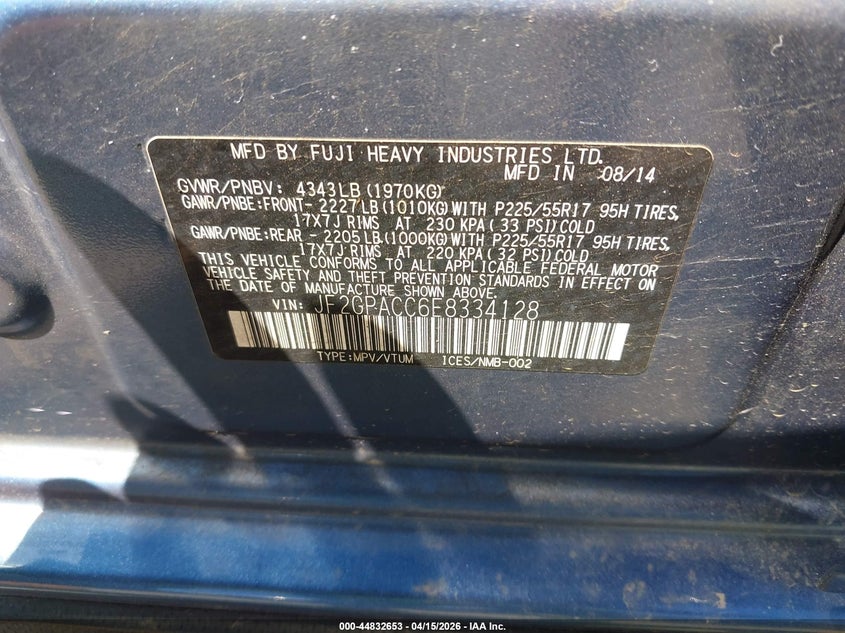 MFD BY FUJI HEAVY INDUSTRIES LTD.
MFD IN 08/14
GVWR/PNBV: 4343LB(1970KG)
GAWR/PNBE:FRONT-2227LB(1010KG)WITH P225/55R17 95H TIRES,
17X7J RIMS AT 230 KPA(33 PSI)COLD
GAWR/PNBE:REAR -2205LB(1000KG)WITH P225/55R17 95H TIRES,
17X7J RIMS AT 220 KPA(32 PSI)COLD
THIS VEHICLE CONFORMS TO ALL APPLICABLE FEDERAL MOTOR
VEHICLE SAFETY AND THEFT PREVENTION STANDARDS IN EFFECT ON
THE DATE OF MANUFACTURE SHOWN ABOVE.
VIN: JF2GPACC6E8334128
TYPE:MPV/VTUM ICES/NMB-002
000-44832653 - 04/15/2026 - IAA Inc.